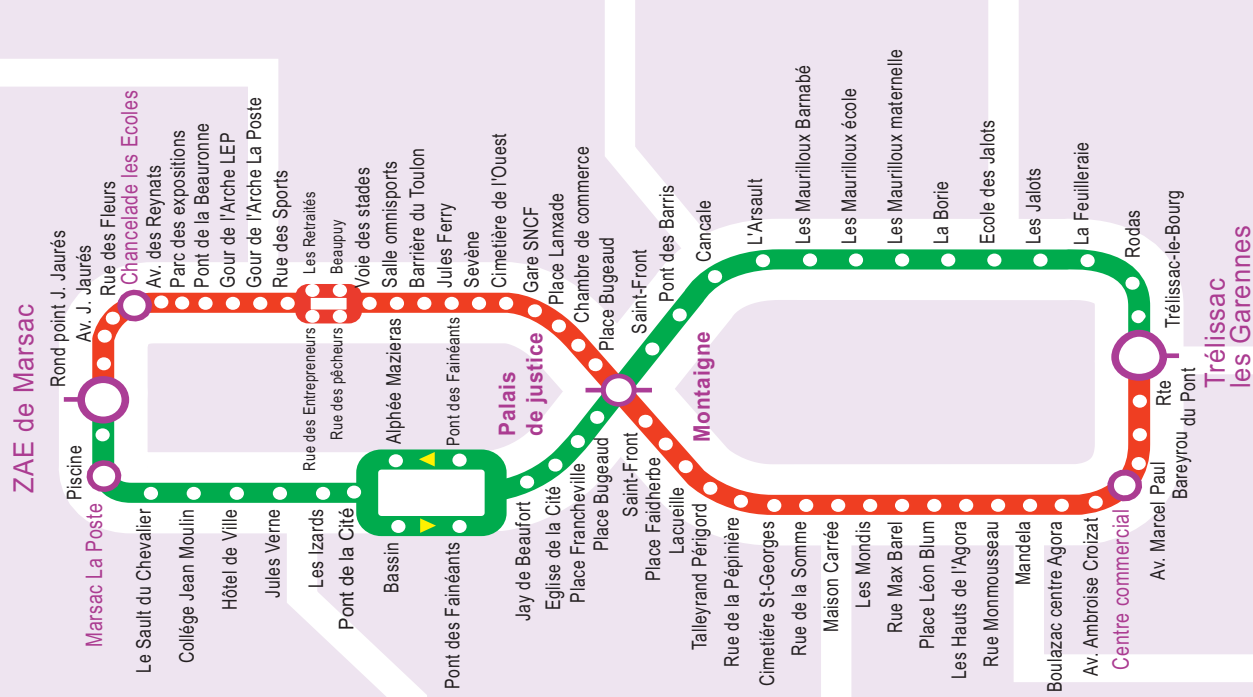 ZAE de Marsac
Rond point J. Jaurés
Av. J. Jaurés
Rue des Fleurs
Chancelade les Ecoles
Av. des Reynats
Parc des expositions
Pont de la Beauronne
Gour de l'Arche LEP
Gour de l'Arche La Poste
Rue des Sports
Les Retraités
Beaupuy
Rue des Entrepreneurs
Rue des pêcheurs
Voie des stades
Salle omnisports
Barrière du Toulon
Jules Ferry
Sevène
Cimetière de l'Ouest
Gare SNCF
Place Lanxade
Chambre de commerce
Place Bugeaud
Piscine
Marsac La Poste
Le Sault du Chevalier
Collége Jean Moulin
Hôtel de Ville
Jules Verne
Les Izards
Pont de la Cité
Alphée Mazieras
Pont des Fainéants
Bassin
Pont des Fainéants
Jay de Beaufort
Eglise de la Cité
Place Francheville
Place Bugeaud
Palais
de justice
Montaigne
Saint-Front
Pont des Barris
Cancale
L'Arsault
Les Maurilloux Barnabé
Les Maurilloux école
Les Maurilloux maternelle
La Borie
Ecole des Jalots
Les Jalots
La Feuilleraie
Rodas
Trélissac-le-Bourg
Saint-Front
Place Faidherbe
Lacueille
Talleyrand Périgord
Rue de la Pépinière
Cimetière St-Georges
Rue de la Somme
Maison Carrée
Les Mondis
Rue Max Barel
Place Léon Blum
Les Hauts de l'Agora
Rue Monmousseau
Mandela
Boulazac centre Agora
Av. Ambroise Croizat
Centre commercial
Av. Marcel Paul
Bareyrou
Rte
du Pont
Trélissac
les Garennes